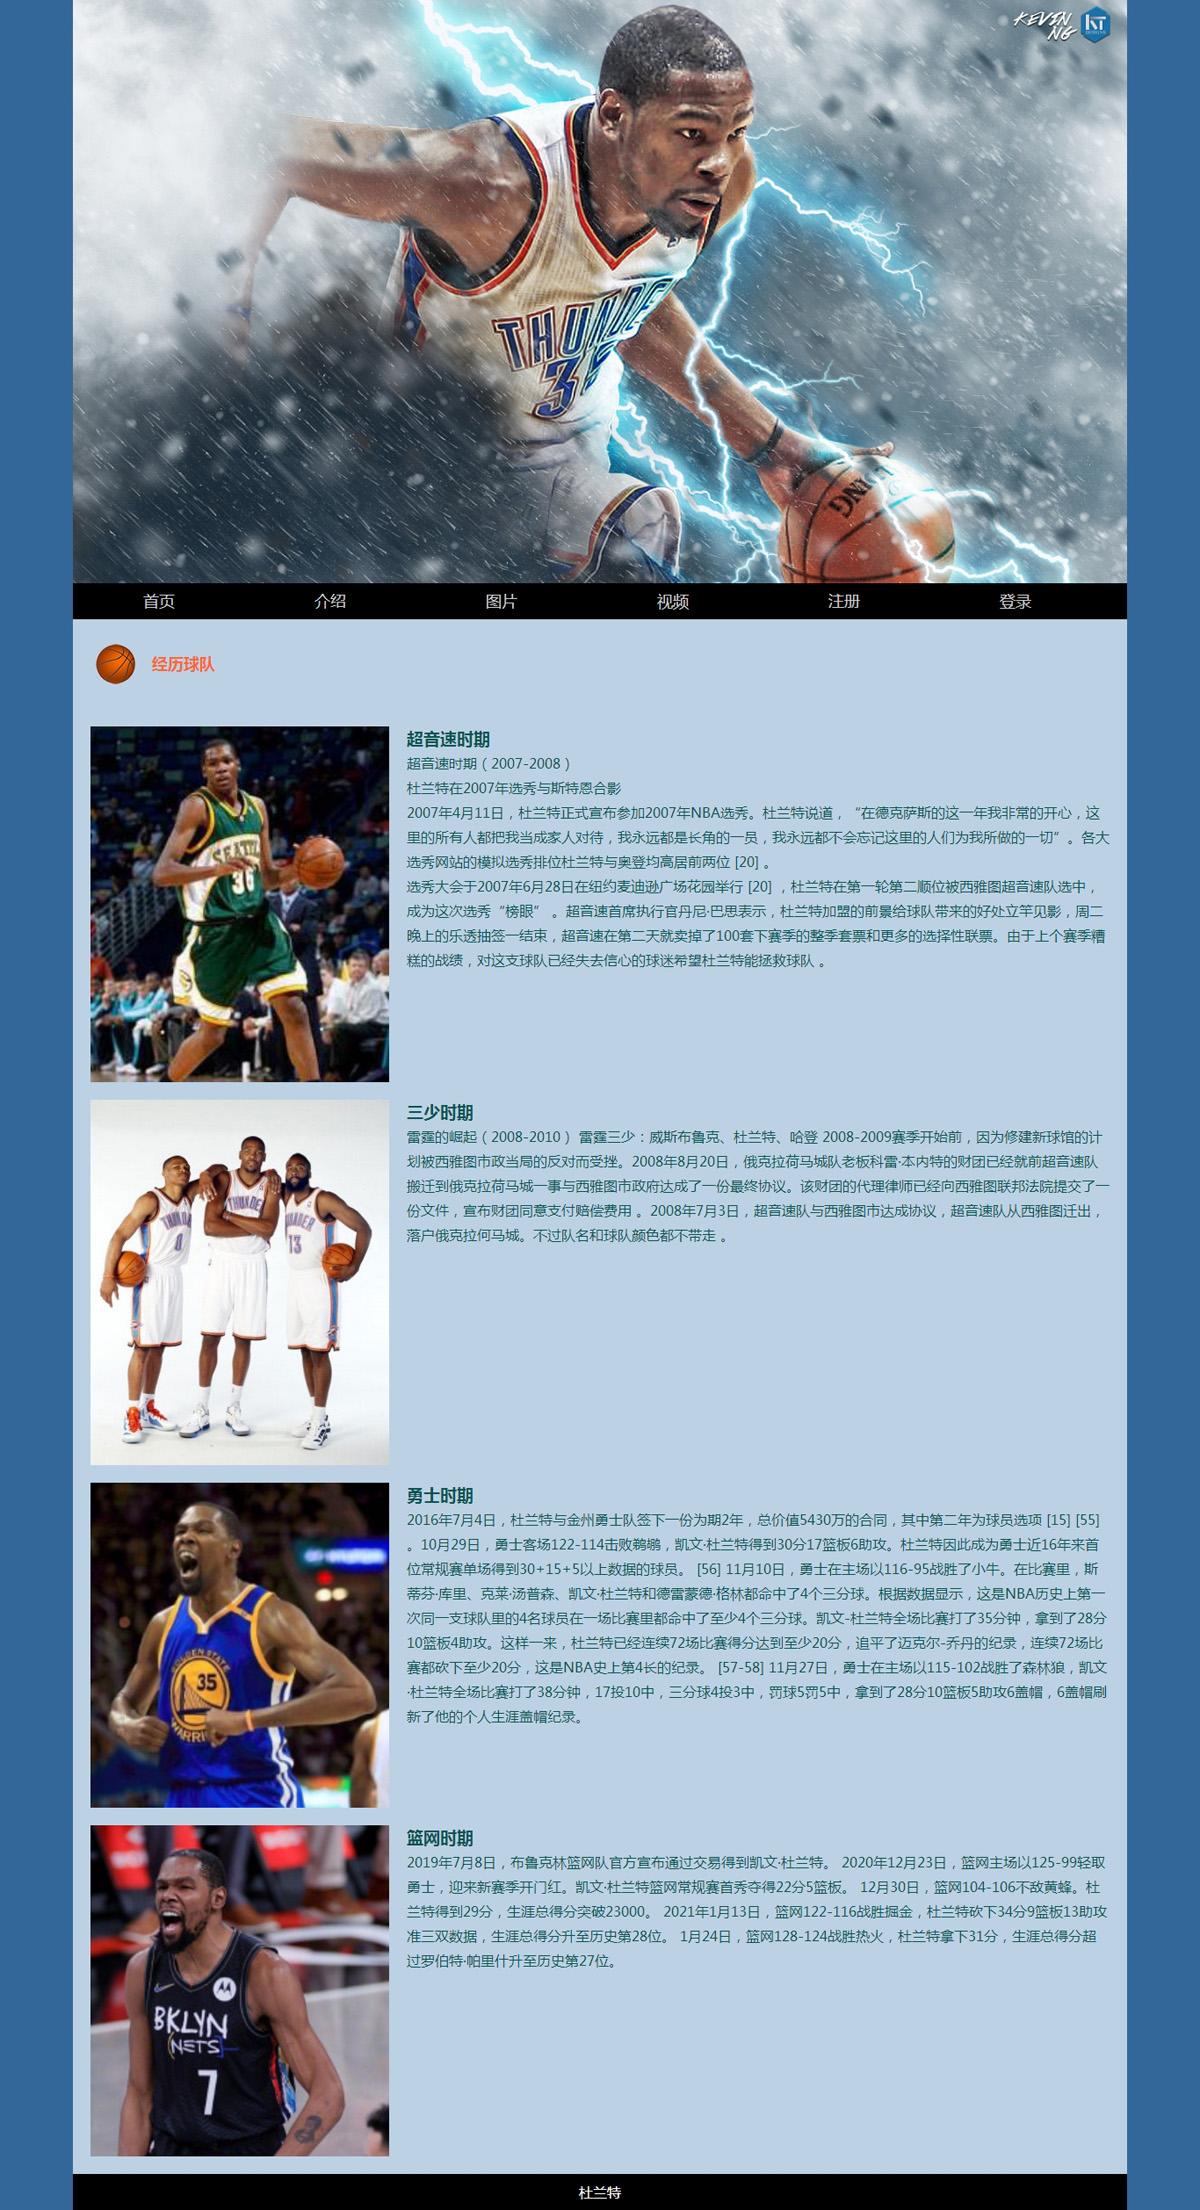 KEVIN
NG
KT
THUNDE
35
首页 介绍 图片 视频 注册 登录
经历球队
超音速时期
超音速时期（2007-2008）
杜兰特在2007年选秀与斯特恩合影
2007年4月11日，杜兰特正式宣布参加2007年NBA选秀。杜兰特说道，“在德克萨斯的这一年我非常的开心，这
里的所有人都把我当成家人对待，我永远都是长角的一员，我永远都不会忘记这里的人们为我所做的一切”。各大
选秀网站的模拟选秀排位杜兰特与奥登均高居前两位 [20] 。
选秀大会于2007年6月28日在纽约麦迪逊广场花园举行 [20] ，杜兰特在第一轮第二顺位被西雅图超音速队选中，
成为这次选秀“榜眼” 。超音速首席执行官丹尼·巴思表示，杜兰特加盟的前景给球队带来的好处立竿见影，周二
晚上的乐透抽签一结束，超音速在第二天就卖掉了100套下赛季的整季套票和更多的选择性联票。由于上个赛季糟
糕的战绩，对这支球队已经失去信心的球迷希望杜兰特能拯救球队 。
三少时期
雷霆的崛起（2008-2010） 雷霆三少：威斯布鲁克、杜兰特、哈登 2008-2009赛季开始前，因为修建新球馆的计
划被西雅图市政当局的反对而受挫。2008年8月20日，俄克拉荷马城队老板科雷·本内特的财团已经就前超音速队
搬迁到俄克拉荷马城一事与西雅图市政府达成了一份最终协议。该财团的代理律师已经向西雅图联邦法院提交了一
份文件，宣布财团同意支付赔偿费用 。2008年7月3日，超音速队与西雅图市达成协议，超音速队从西雅图迁出，
落户俄克拉何马城。不过队名和球队颜色都不带走 。
THUNDER
0
13
勇士时期
2016年7月4日，杜兰特与金州勇士队签下一份为期2年，总价值5430万的合同，其中第二年为球员选项 [15] [55]
。10月29日，勇士客场122-114击败鹈鹕，凯文·杜兰特得到30分17篮板6助攻。杜兰特因此成为勇士近16年来首
位常规赛单场得到30+15+5以上数据的球员。 [56] 11月10日，勇士在主场以116-95战胜了小牛。在比赛里，斯
蒂芬·库里、克莱·汤普森、凯文·杜兰特和德雷蒙德·格林都命中了4个三分球。根据数据显示，这是NBA历史上第一
次同一支球队里的4名球员在一场比赛里都命中了至少4个三分球。凯文-杜兰特全场比赛打了35分钟，拿到了28分
10篮板4助攻。这样一来，杜兰特已经连续72场比赛得分达到至少20分，追平了迈克尔-乔丹的纪录，连续72场比
赛都砍下至少20分，这是NBA史上第4长的纪录。 [57-58] 11月27日，勇士在主场以115-102战胜了森林狼，凯文
·杜兰特全场比赛打了38分钟，17投10中，三分球4投3中，罚球5罚5中，拿到了28分10篮板5助攻6盖帽，6盖帽刷
新了他的个人生涯盖帽纪录。
GOLDEN STATE
35
篮网时期
2019年7月8日，布鲁克林篮网队官方宣布通过交易得到凯文·杜兰特。 2020年12月23日，篮网主场以125-99轻取
勇士，迎来新赛季开门红。凯文·杜兰特篮网常规赛首秀夺得22分5篮板。 12月30日，篮网104-106不敌黄蜂。杜
兰特得到29分，生涯总得分突破23000。 2021年1月13日，篮网122-116战胜掘金，杜兰特砍下34分9篮板13助攻
准三双数据，生涯总得分升至历史第28位。 1月24日，篮网128-124战胜热火，杜兰特拿下31分，生涯总得分超
过罗伯特·帕里什升至历史第27位。
BKLYN
NETS
7
杜兰特